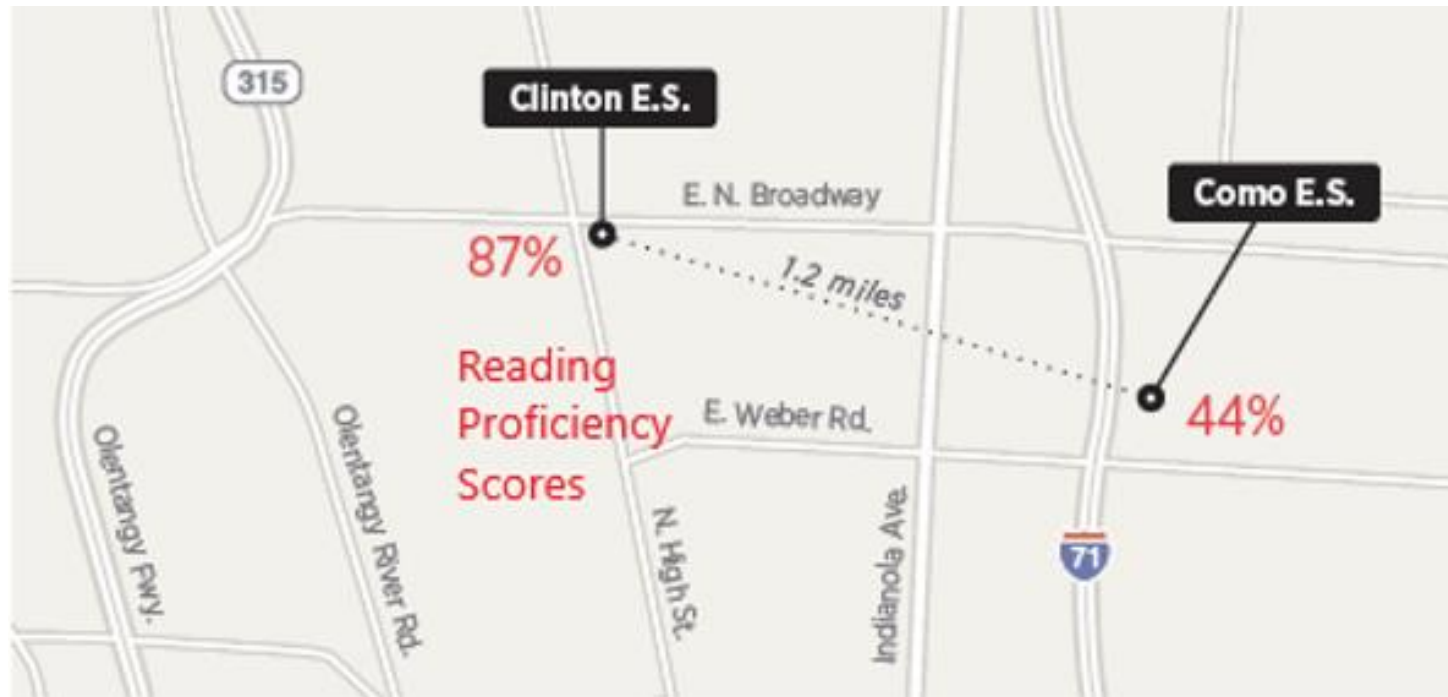 315
Clinton E.S.
E. N. Broadway
Como E.S.
87%
1.2 miles
Reading
Proficiency
Scores
E. Weber Rd.
44%
Olentangy Fwy.
Olentangy River Rd.
N. High St.
Indianola Ave.
71